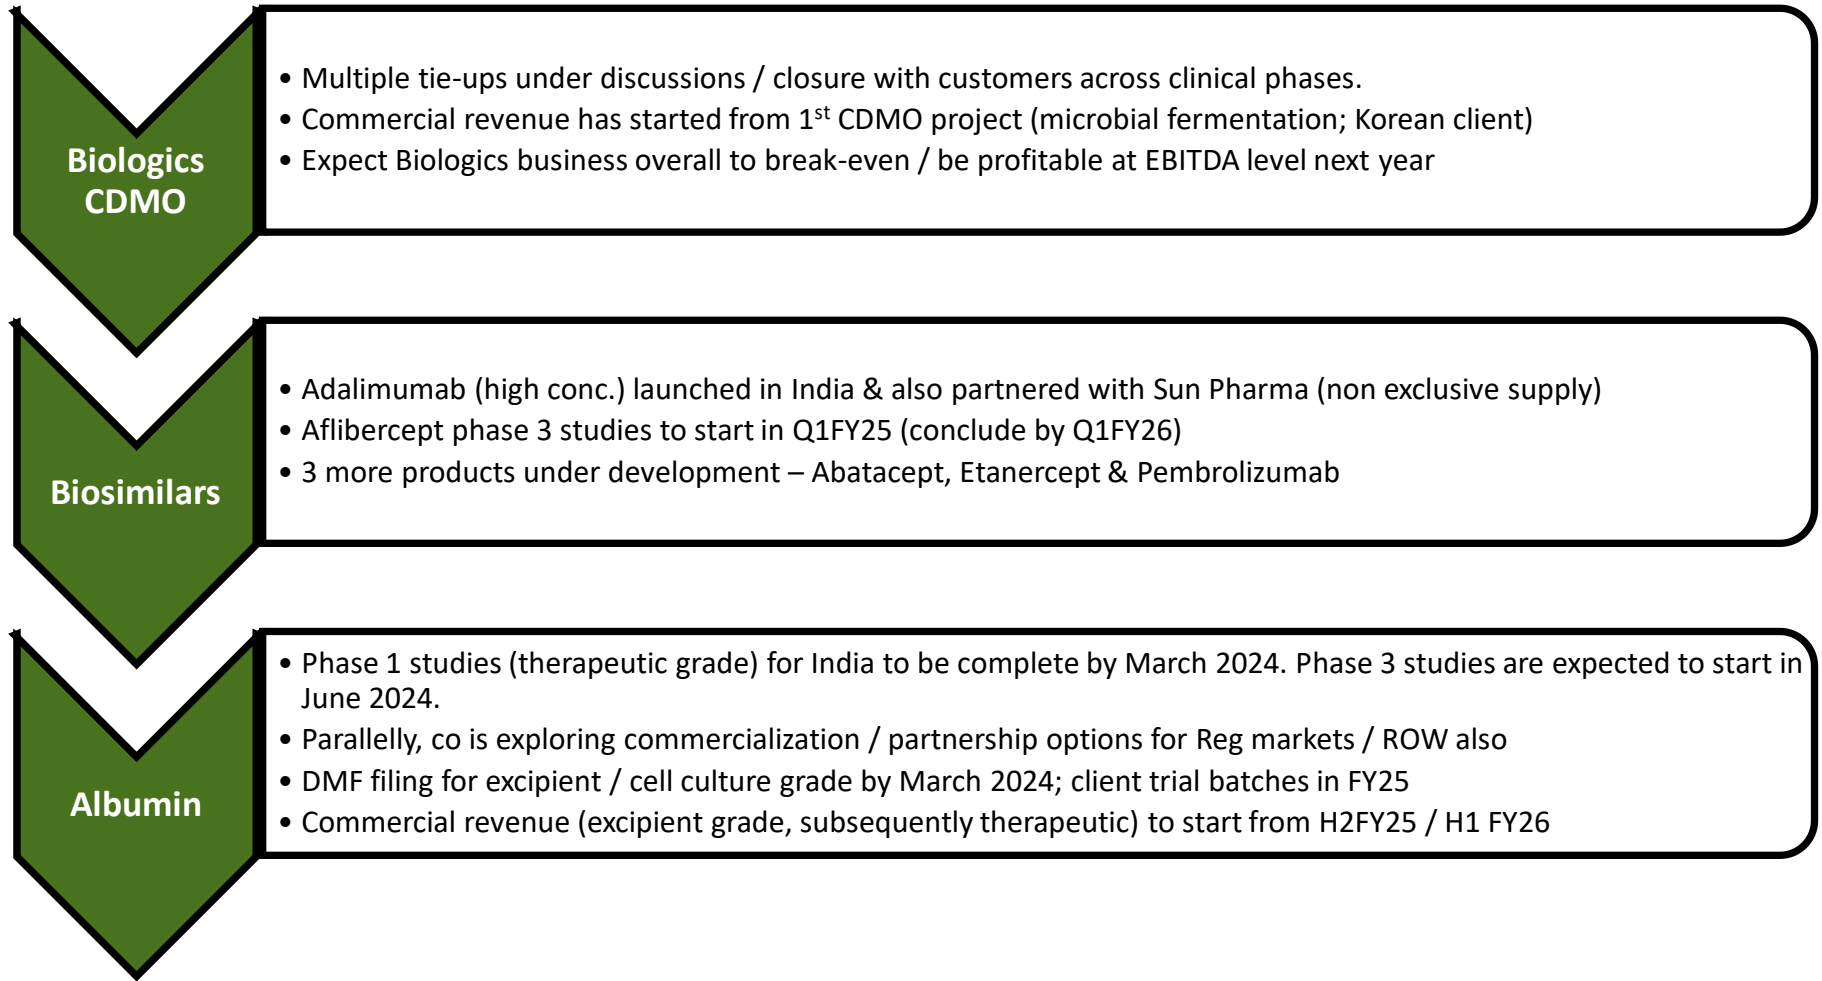 Biologics
CDMO
• Multiple tie-ups under discussions / closure with customers across clinical phases.
• Commercial revenue has started from 1st CDMO project (microbial fermentation; Korean client)
• Expect Biologics business overall to break-even / be profitable at EBITDA level next year
Biosimilars
• Adalimumab (high conc.) launched in India & also partnered with Sun Pharma (non exclusive supply)
• Aflibercept phase 3 studies to start in Q1FY25 (conclude by Q1FY26)
• 3 more products under development – Abatacept, Etanercept & Pembrolizumab
Albumin
• Phase 1 studies (therapeutic grade) for India to be complete by March 2024. Phase 3 studies are expected to start in
June 2024.
• Parallelly, co is exploring commercialization / partnership options for Reg markets / ROW also
• DMF filing for excipient / cell culture grade by March 2024; client trial batches in FY25
• Commercial revenue (excipient grade, subsequently therapeutic) to start from H2FY25 / H1 FY26